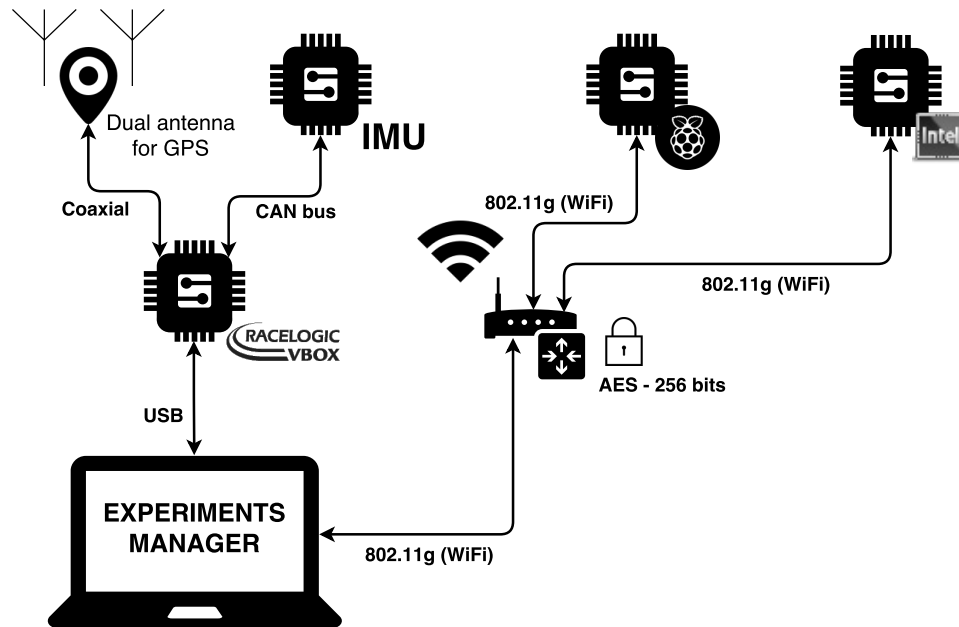 Dual antenna
for GPS
IMU
Intel
Coaxial
CAN bus
802.11g (WiFi)
802.11g (WiFi)
RACELOGIC
VBOX
AES - 256 bits
USB
EXPERIMENTS
MANAGER
802.11g (WiFi)